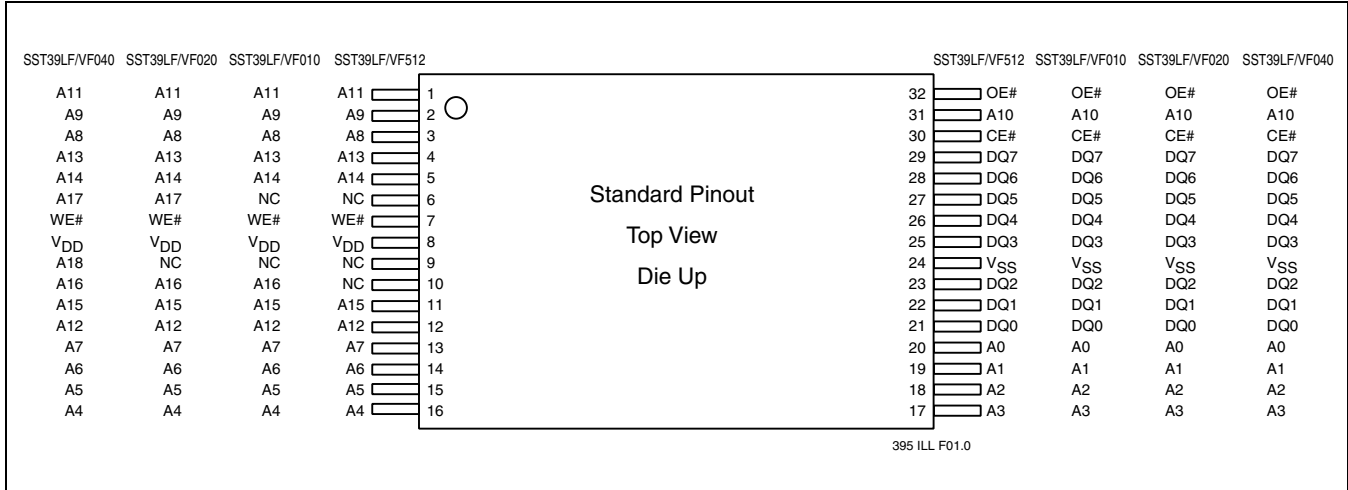 SST39LF/VF040 SST39LF/VF020 SST39LF/VF010 SST39LF/VF512 SST39LF/VF512 SST39LF/VF010 SST39LF/VF020 SST39LF/VF040
A11 A11 A11 A11 1 32 OE# OE# OE# OE#
A9 A9 A9 A9 2 31 A10 A10 A10 A10
A8 A8 A8 A8 3 30 CE# CE# CE# CE#
A13 A13 A13 A13 4 29 DQ7 DQ7 DQ7 DQ7
A14 A14 A14 A14 5 28 DQ6 DQ6 DQ6 DQ6
A17 A17 NC NC 6 Standard Pinout 27 DQ5 DQ5 DQ5 DQ5
WE# WE# WE# WE# 7 26 DQ4 DQ4 DQ4 DQ4
VDD VDD VDD VDD 8 Top View 25 DQ3 DQ3 DQ3 DQ3
A18 NC NC NC 9 24 VSS VSS VSS VSS
A16 A16 A16 NC 10 Die Up 23 DQ2 DQ2 DQ2 DQ2
A15 A15 A15 A15 11 22 DQ1 DQ1 DQ1 DQ1
A12 A12 A12 A12 12 21 DQ0 DQ0 DQ0 DQ0
A7 A7 A7 A7 13 20 A0 A0 A0 A0
A6 A6 A6 A6 14 19 A1 A1 A1 A1
A5 A5 A5 A5 15 18 A2 A2 A2 A2
A4 A4 A4 A4 16 17 A3 A3 A3 A3
395 ILL F01.0